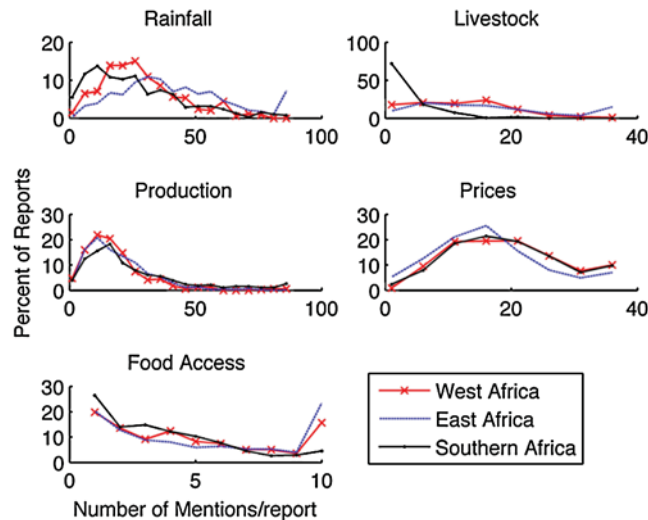 Rainfall
20
10
0
0 50 100
Livestock
100
50
0
0 20 40
Percent of Reports
Production
30
20
10
0
0 50 100
Prices
30
20
10
0
0 20 40
Food Access
30
20
10
0
0 5 10
Number of Mentions/report
West Africa
East Africa
Southern Africa